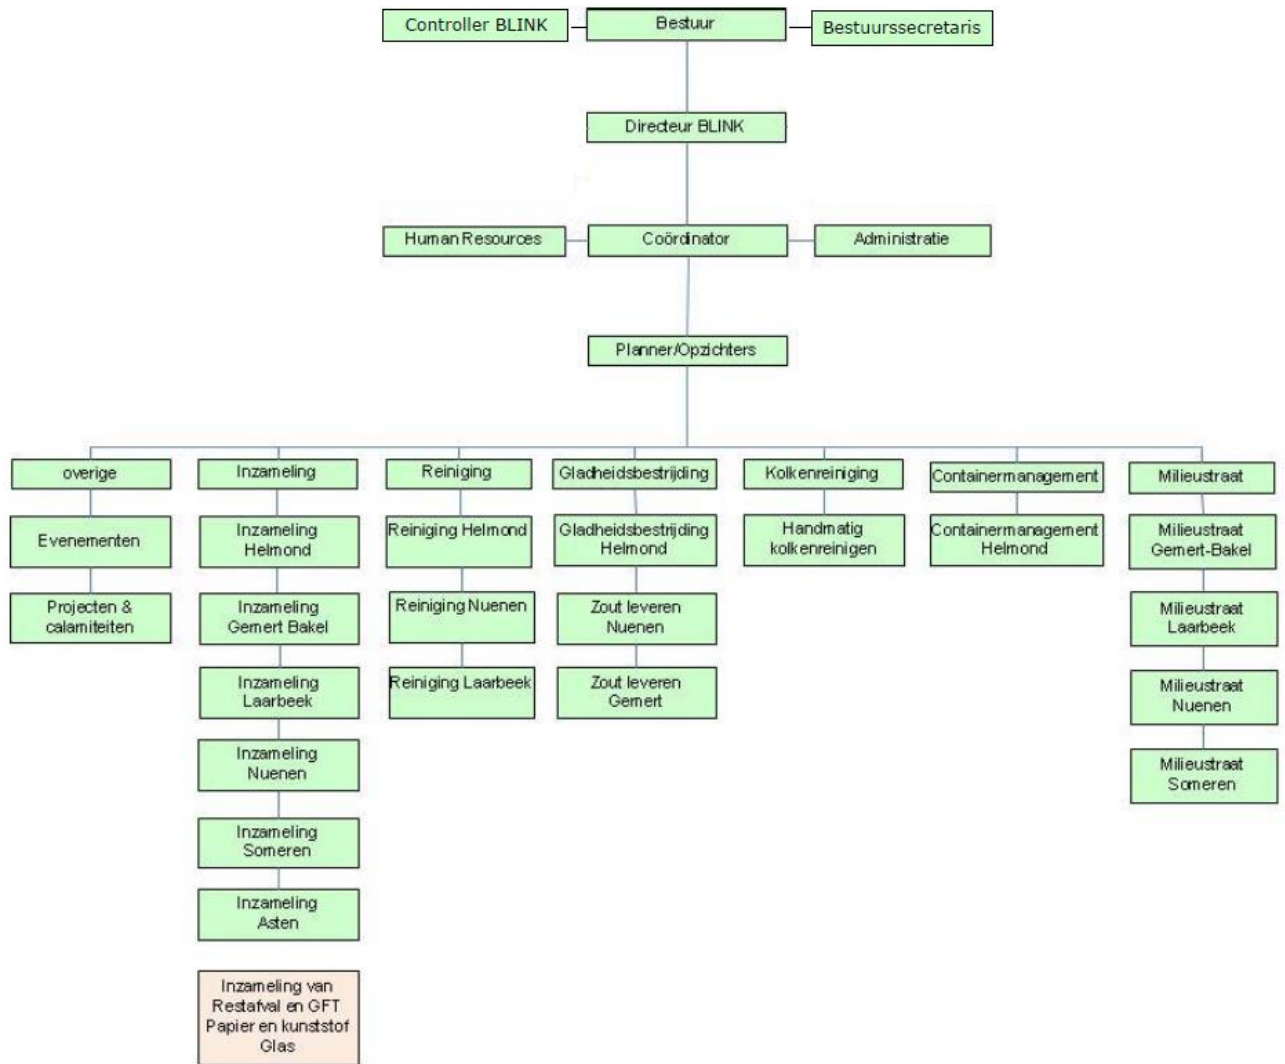 Controller BLINK
Bestuur
Bestuurssecretaris
Directeur BLINK
Human Resources
Coördinator
Administratie
Planner/Opzichters
overige
Inzameling
Reiniging
Gladheidsbestrijding
Kolkenreiniging
Containermanagement
Milieustraat
Evenementen
Inzameling
Helmond
Reiniging Helmond
Gladheidsbestrijding
Helmond
Handmatig
kolkenreinigen
Containermanagement
Helmond
Milieustraat
Gemert-Bakel
Projecten &
calamiteiten
Inzameling
Gemert Bakel
Reiniging Nuenen
Zout leveren
Nuenen
Milieustraat
Laarbeek
Inzameling
Laarbeek
Reiniging Laarbeek
Zout leveren
Gemert
Milieustraat
Nuenen
Inzameling
Nuenen
Milieustraat
Someren
Inzameling
Someren
Inzameling
Asten
Inzameling van
Restafval en GFT
Papier en kunststof
Glas